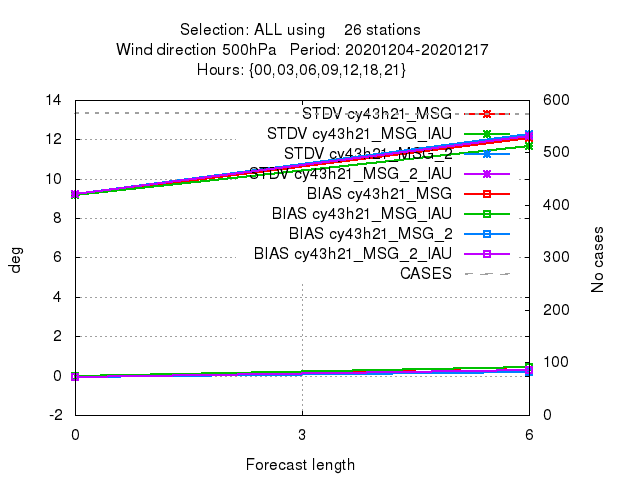 Selection: ALL using 26 stations
Wind direction 500hPa Period: 20201204-20201217
Hours: {00,03,06,09,12,18,21}
14
12
10
8
6
4
2
0
-2
600
500
400
300
200
100
0
STDV cy43h21_MSG
STDV cy43h21_MSG_IAU
STDV cy43h21_MSG_2
STDV cy43h21_MSG_2_IAU
BIAS cy43h21_MSG
BIAS cy43h21_MSG_IAU
BIAS cy43h21_MSG_2
BIAS cy43h21_MSG_2_IAU
CASES
deg
No cases
0 3 6
Forecast length